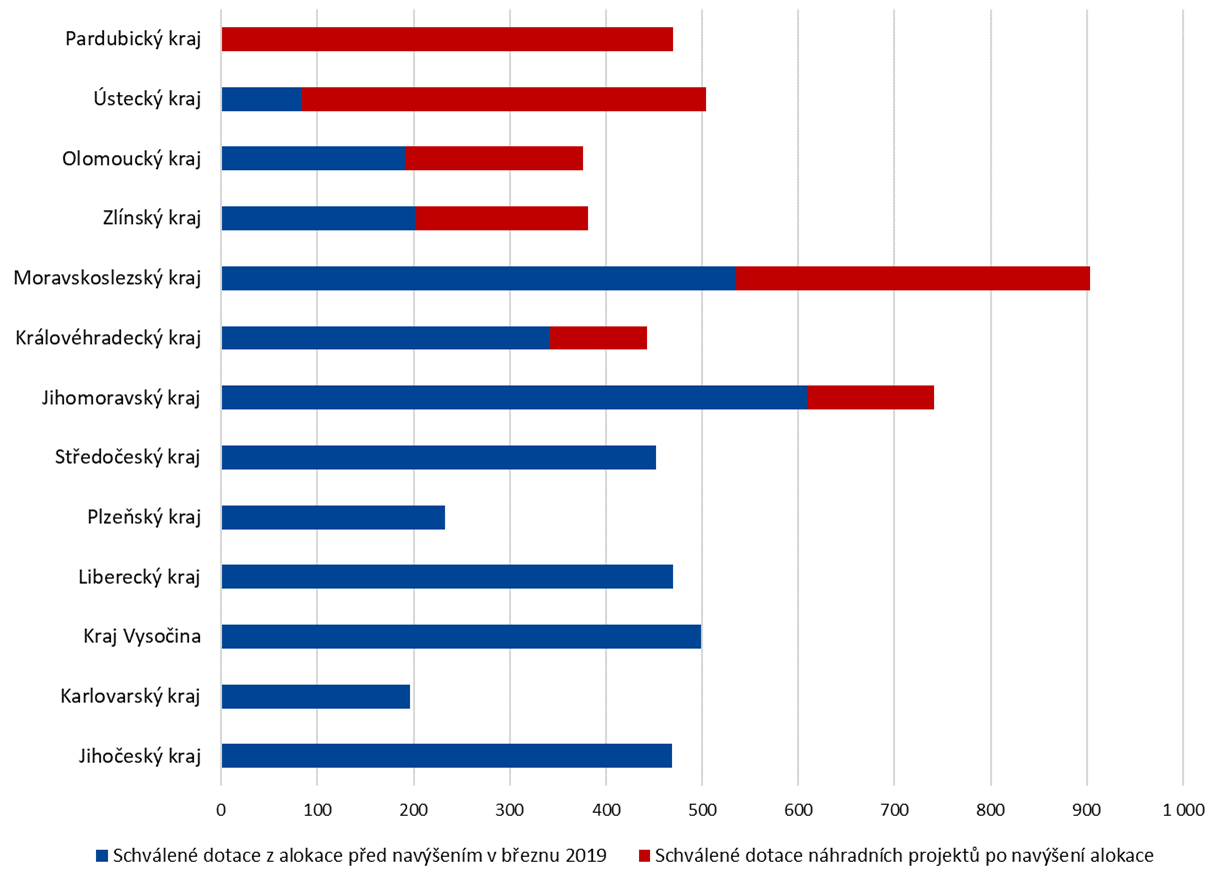 Pardubický kraj
Ústecký kraj
Olomoucký kraj
Zlínský kraj
Moravskoslezský kraj
Královéhradecký kraj
Jihomoravský kraj
Středočeský kraj
Plzeňský kraj
Liberecký kraj
Kraj Vysočina
Karlovarský kraj
Jihočeský kraj
0 100 200 300 400 500 600 700 800 900 1 000
Schválené dotace z alokace před navýšením v březnu 2019 Schválené dotace náhradních projektů po navýšení alokace